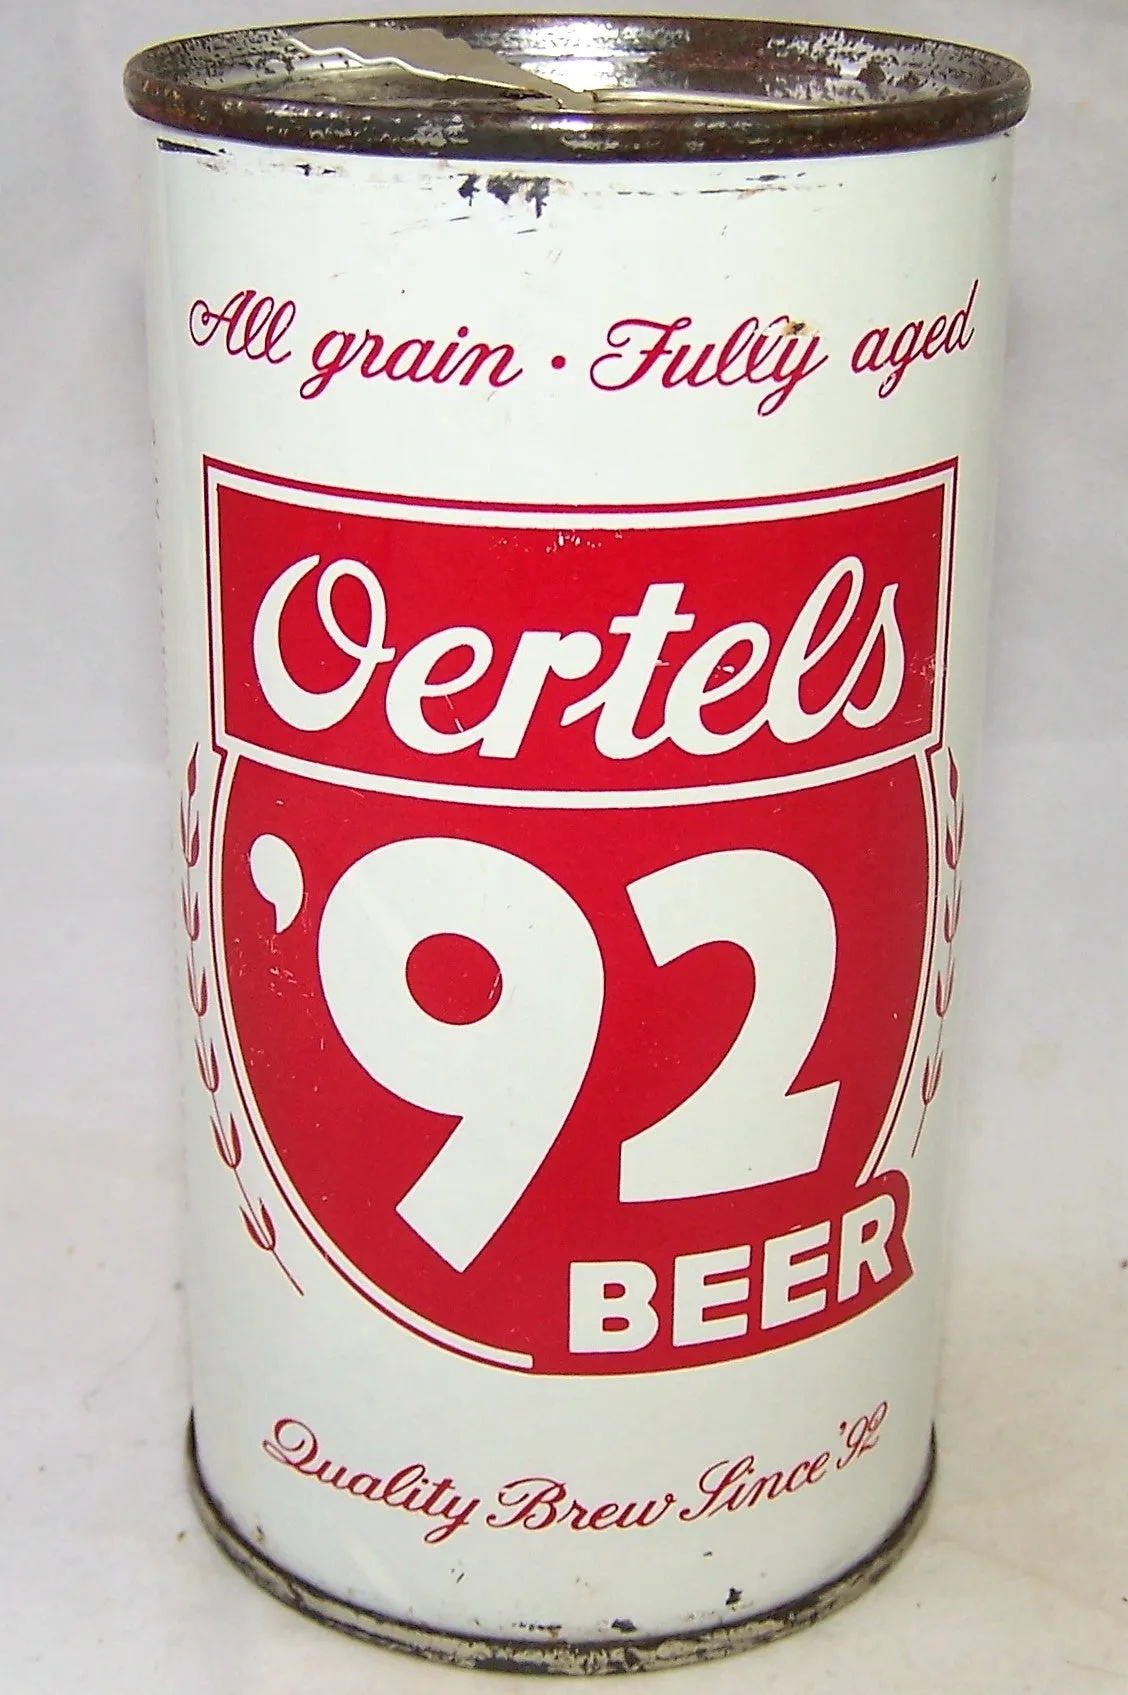 All grain • Fully aged
Oertels
'92
BEER
Quality Brew Since '92